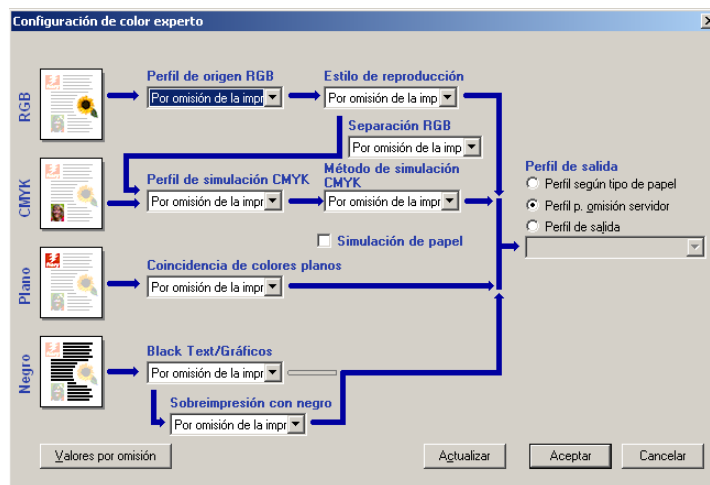 Configuración de color experto
RGB
Perfil de origen RGB
Por omisión de la impr
Estilo de reproducción
Por omisión de la imp
Separación RGB
Por omisión de la imp
CMYK
Perfil de simulación CMYK
Por omisión de la impr
Método de simulación
CMYK
Por omisión de la impr
Simulación de papel
Perfil de salida
Perfil según tipo de papel
Perfil p. omisión servidor
Perfil de salida
Plano
Coincidencia de colores planos
Por omisión de la impr
Negro
Black Text/Gráficos
Por omisión de la impr
Sobreimpresión con negro
Por omisión de la impr
Valores por omisión
Actualizar
Aceptar
Cancelar